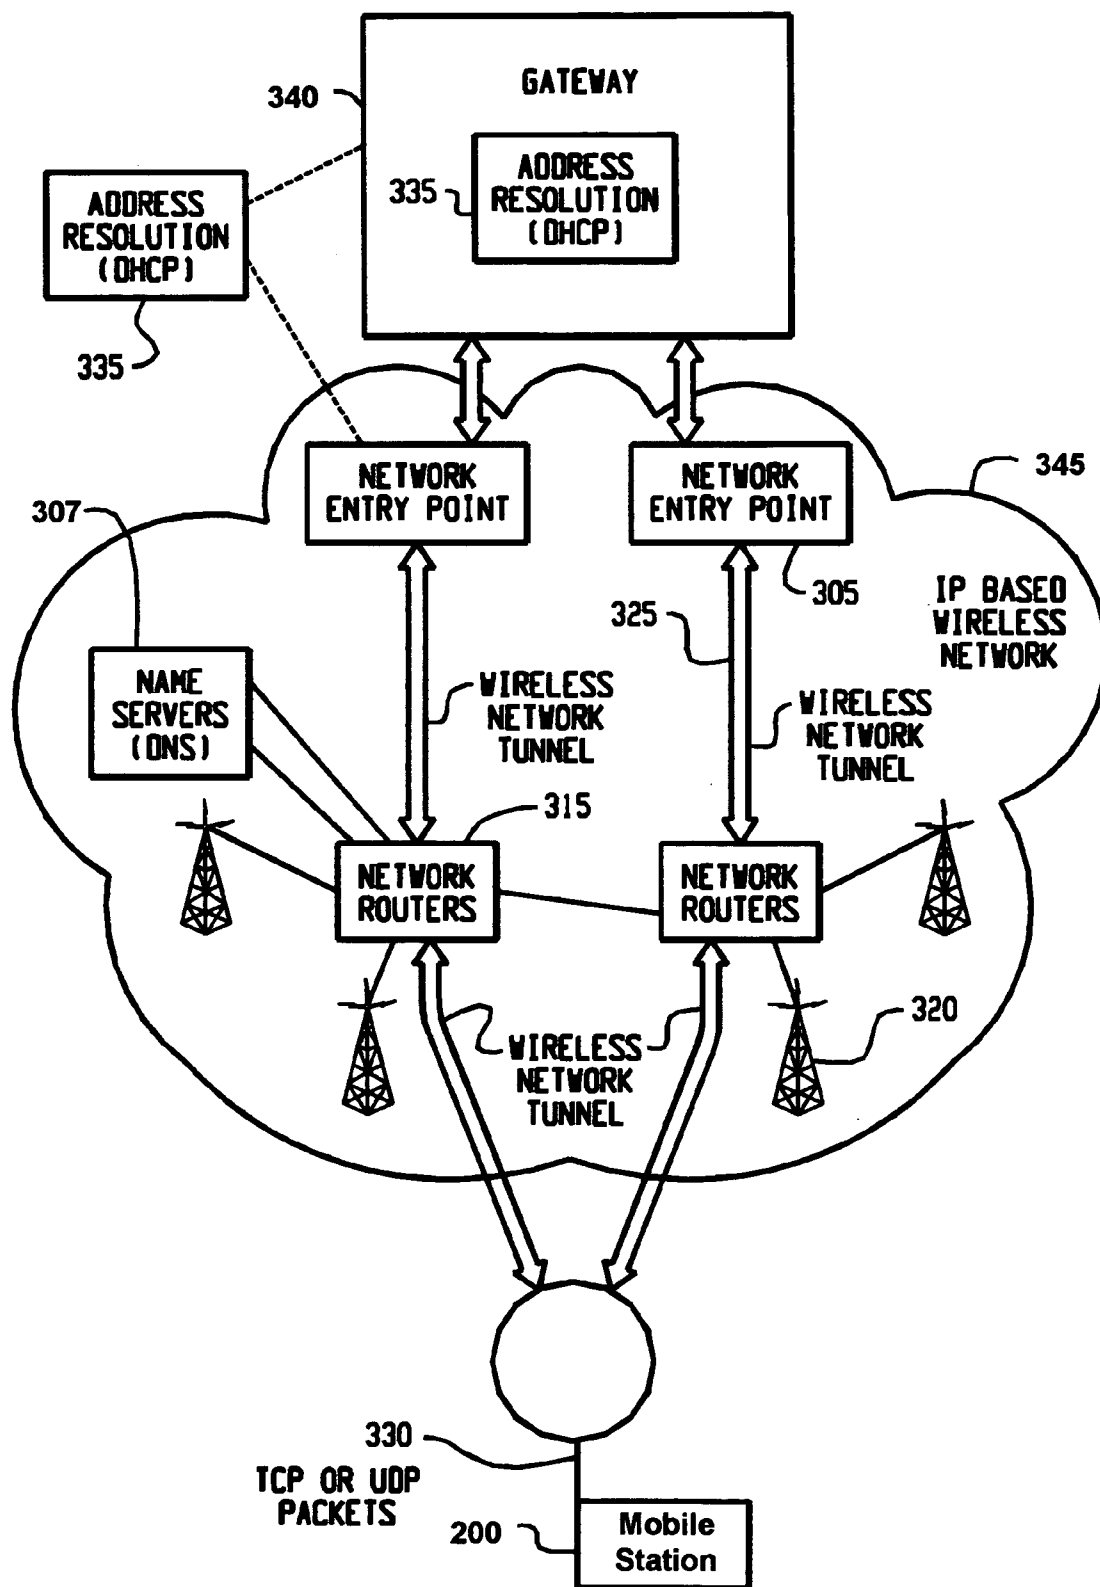 GATEWAY
340
ADDRESS
RESOLUTION
(DHCP)
335
ADDRESS
RESOLUTION
(DHCP)
335
NETWORK
ENTRY POINT
NETWORK
ENTRY POINT
345
307
305
325
IP BASED
WIRELESS
NETWORK
NAME
SERVERS
(DNS)
WIRELESS
NETWORK
TUNNEL
WIRELESS
NETWORK
TUNNEL
315
NETWORK
ROUTERS
NETWORK
ROUTERS
320
WIRELESS
NETWORK
TUNNEL
330
TCP OR UDP
PACKETS
200
Mobile
Station